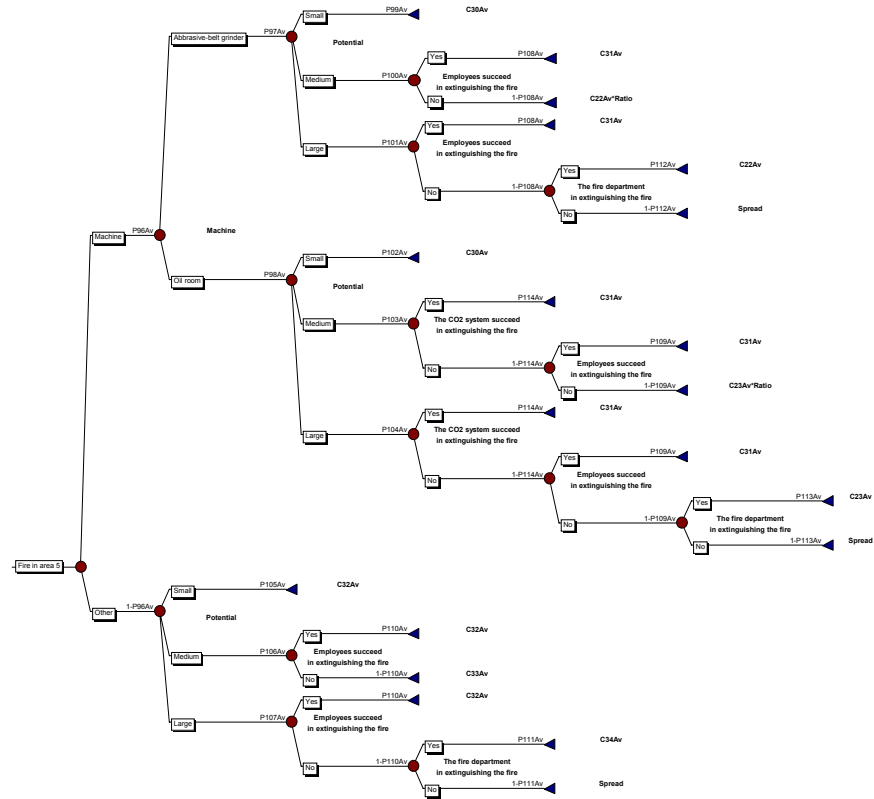 Small P99Av C30Av
Abbrasive-belt grinder P97Av
Potential
Yes P108Av C31Av
Medium P100Av Employees succeed
in extinguishing the fire
No 1-P108Av C22Av*Ratio
Yes P108Av C31Av
Large P101Av Employees succeed
in extinguishing the fire
Yes P112Av C22Av
No 1-P108Av The fire department
in extinguishing the fire
No 1-P112Av Spread
Machine P96Av Machine
Small P102Av C30Av
Oil room P98Av
Potential
Yes P114Av C31Av
Medium P103Av The CO2 system succeed
in extinguishing the fire
Yes P109Av C31Av
No 1-P114Av Employees succeed
in extinguishing the fire
No 1-P109Av C23Av*Ratio
Yes P114Av C31Av
Large P104Av The CO2 system succeed
in extinguishing the fire
Yes P109Av C31Av
No 1-P114Av Employees succeed
in extinguishing the fire
Yes P113Av C23Av
No 1-P109Av The fire department
in extinguishing the fire
No 1-P113Av Spread
Fire in area 5
Small P105Av C32Av
Other 1-P96Av
Potential
Yes P110Av C32Av
Medium P106Av Employees succeed
in extinguishing the fire
No 1-P110Av C33Av
Yes P110Av C32Av
Large P107Av Employees succeed
in extinguishing the fire
Yes P111Av C34Av
No 1-P110Av The fire department
in extinguishing the fire
No 1-P111Av Spread